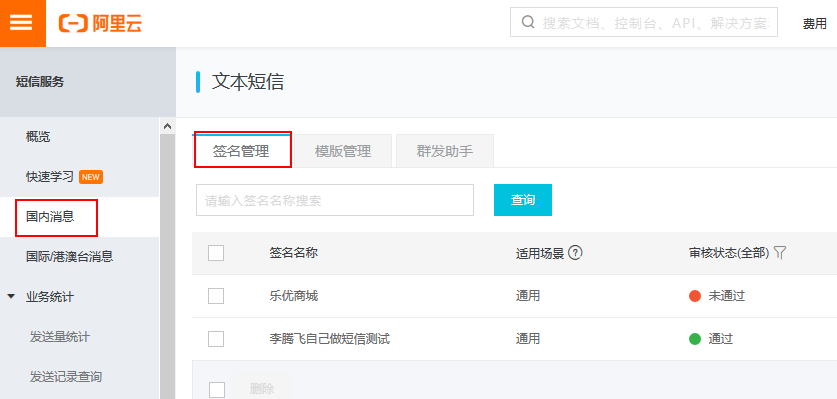 阿里云
搜索文档、控制台、API、解决方案
费用
短信服务
文本短信
概览
快速学习 NEW
国内消息
国际/港澳台消息
业务统计
发送量统计
发送记录查询
签名管理 模版管理 群发助手
请输入签名名称搜索 查询
签名名称 适用场景 ? 审核状态(全部)
乐优商城 通用 未通过
李腾飞自己做短信测试 通用 通过
删除